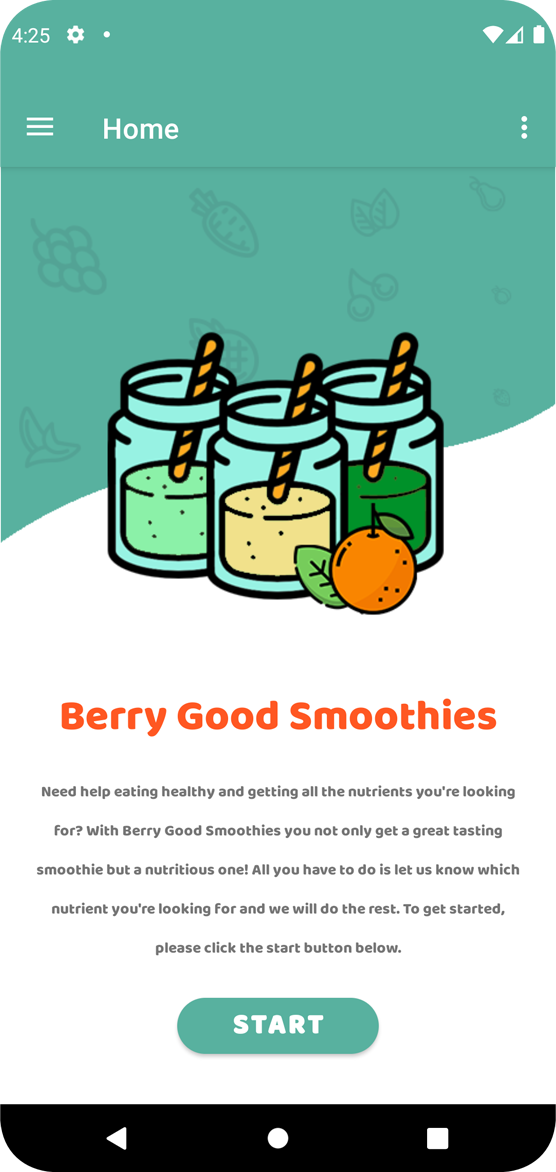 4:25
Home
Berry Good Smoothies
Need help eating healthy and getting all the nutrients you're looking
for? With Berry Good Smoothies you not only get a great tasting
smoothie but a nutritious one! All you have to do is let us know which
nutrient you're looking for and we will do the rest. To get started,
please click the start button below.
START